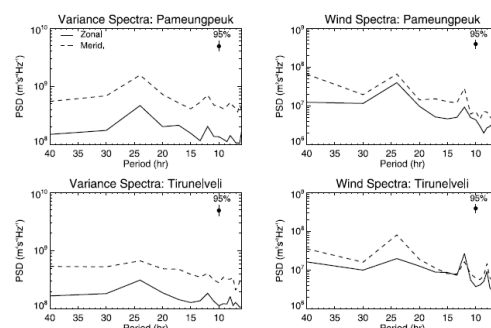 Variance Spectra: Pameungpeuk
10¹⁰
10⁹
10⁸
PSD (m²s⁻²Hz⁻¹)
Zonal
Merid.
95%
40 35 30 25 20 15 10
Period (hr)
Wind Spectra: Pameungpeuk
10⁹
10⁸
10⁷
10⁶
PSD (m²s⁻²Hz⁻¹)
95%
40 35 30 25 20 15 10
Period (hr)
Variance Spectra: Tirunelveli
10¹⁰
10⁹
10⁸
PSD (m²s⁻²Hz⁻¹)
95%
40 35 30 25 20 15 10
Period (hr)
Wind Spectra: Tirunelveli
10⁹
10⁸
10⁷
10⁶
PSD (m²s⁻²Hz⁻¹)
95%
40 35 30 25 20 15 10
Period (hr)